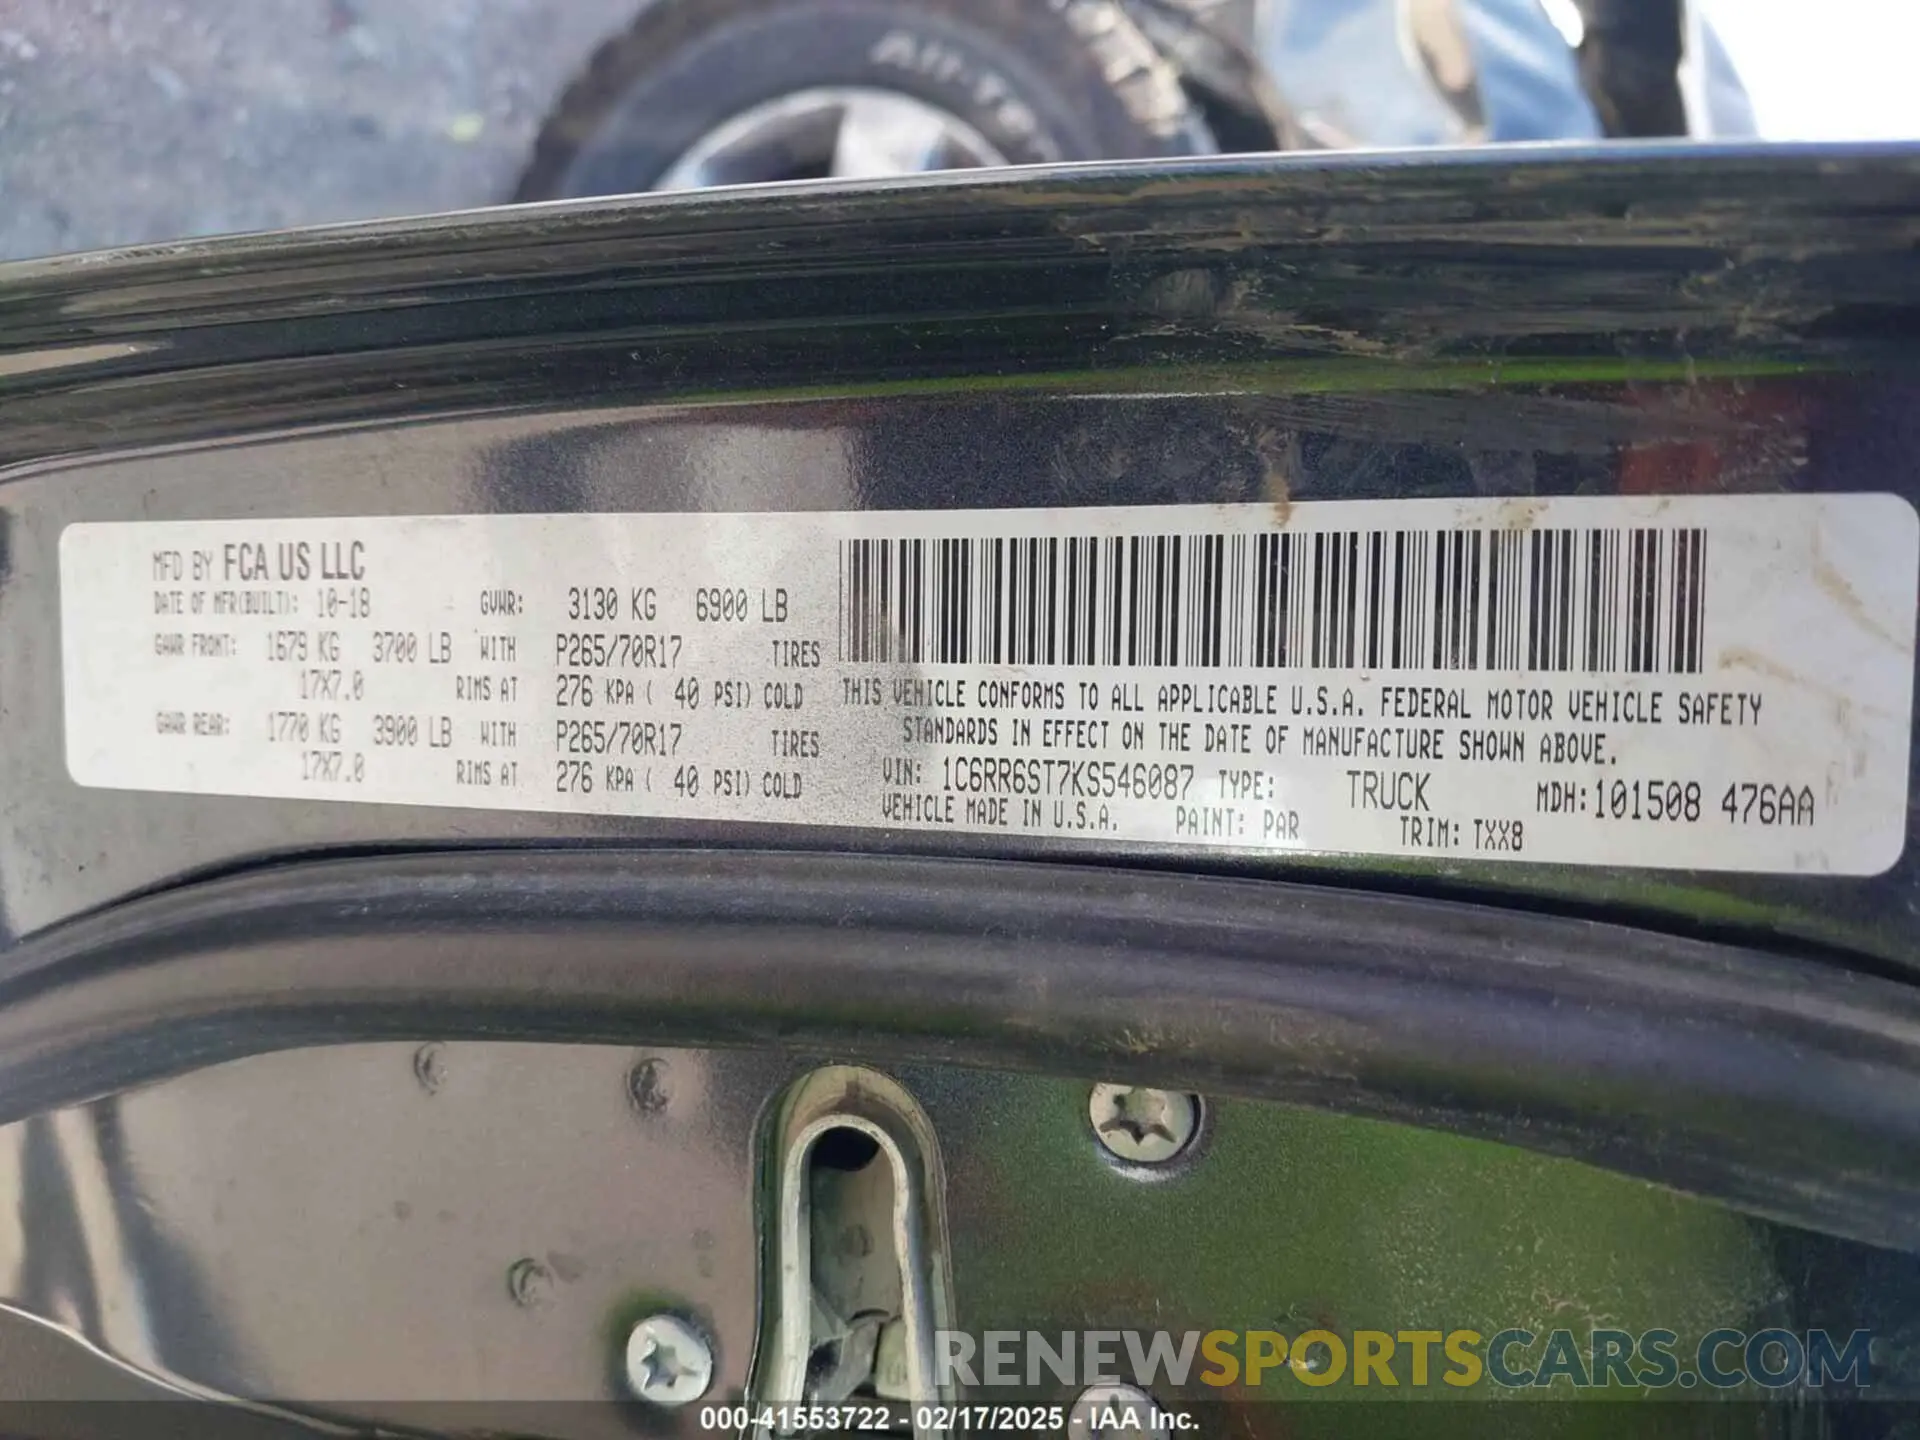 All-Te
MFD BY FCA US LLC
DATE OF MFR(BUILT): 10-18 GVWR: 3130 KG 6900 LB
GAWR FRONT: 1679 KG 3700 LB WITH P265/70R17 TIRES
17X7.0 RIMS AT 276 KPA ( 40 PSI) COLD
GAWR REAR: 1770 KG 3900 LB WITH P265/70R17 TIRES
17X7.0 RIMS AT 276 KPA ( 40 PSI) COLD
THIS VEHICLE CONFORMS TO ALL APPLICABLE U.S.A. FEDERAL MOTOR VEHICLE SAFETY
STANDARDS IN EFFECT ON THE DATE OF MANUFACTURE SHOWN ABOVE.
VIN: 1C6RR6ST7KS546087 TYPE: TRUCK MDH:101508 476AA
VEHICLE MADE IN U.S.A. PAINT: PAR TRIM: TXX8
RENEWSPORTSCARS.COM
000-41553722 - 02/17/2025 - IAA Inc.